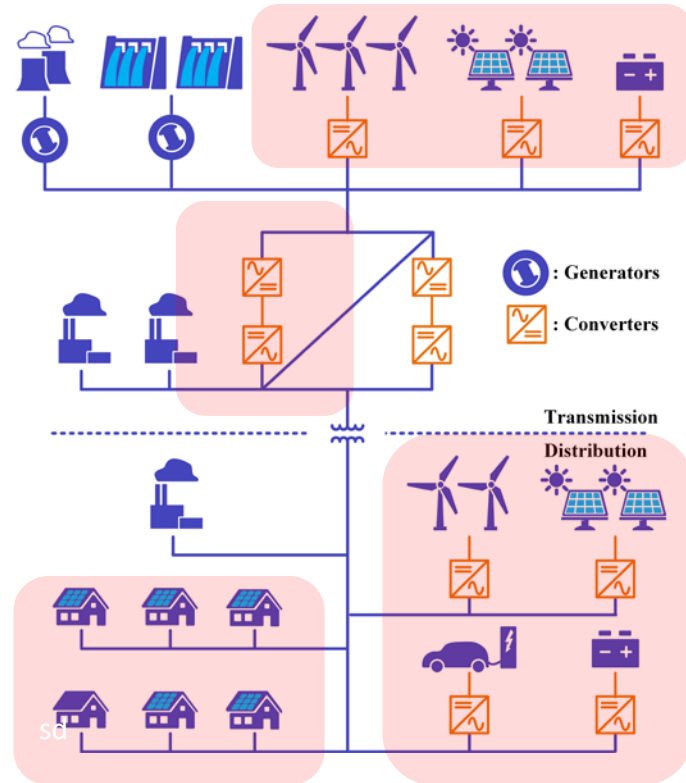 : Generators
: Converters
Transmission
Distribution
sd